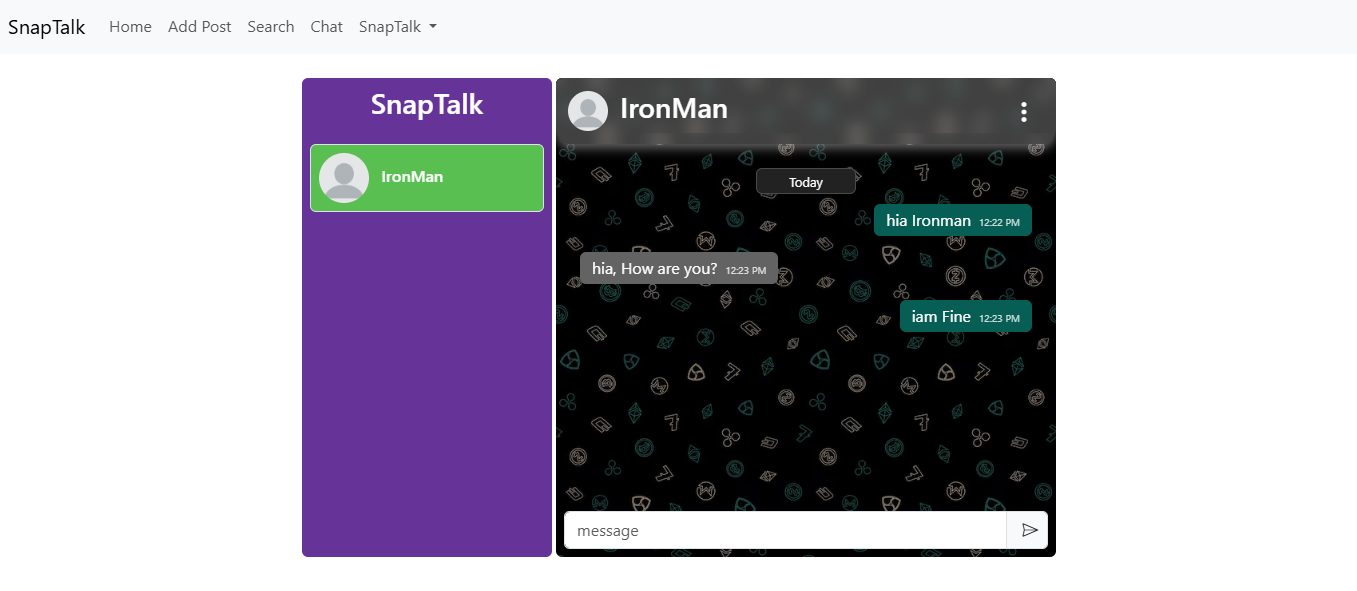 SnapTalk Home Add Post Search Chat SnapTalk
SnapTalk
IronMan
IronMan
Today
hia Ironman 12:22 PM
hia, How are you? 12:23 PM
iam Fine 12:23 PM
message